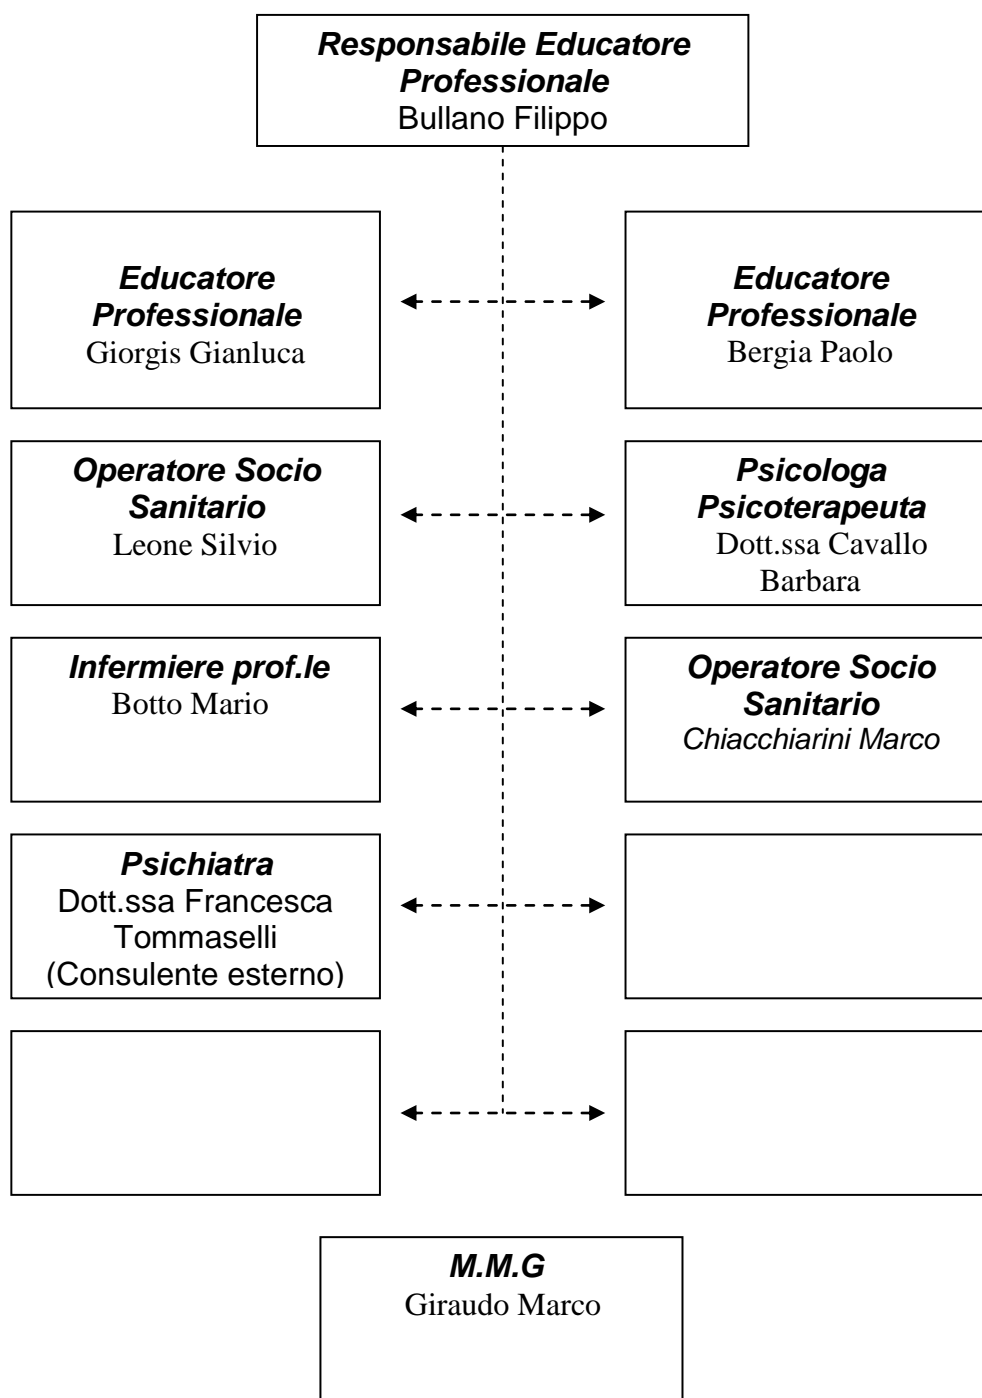 Responsabile Educatore
Professionale
Bullano Filippo
Educatore
Professionale
Giorgis Gianluca
Educatore
Professionale
Bergia Paolo
Operatore Socio
Sanitario
Leone Silvio
Psicologa
Psicoterapeuta
Dott.ssa Cavallo
Barbara
Infermiere prof.le
Botto Mario
Operatore Socio
Sanitario
Chiacchiarini Marco
Psichiatra
Dott.ssa Francesca
Tommaselli
(Consulente esterno)
M.M.G
Giraudo Marco